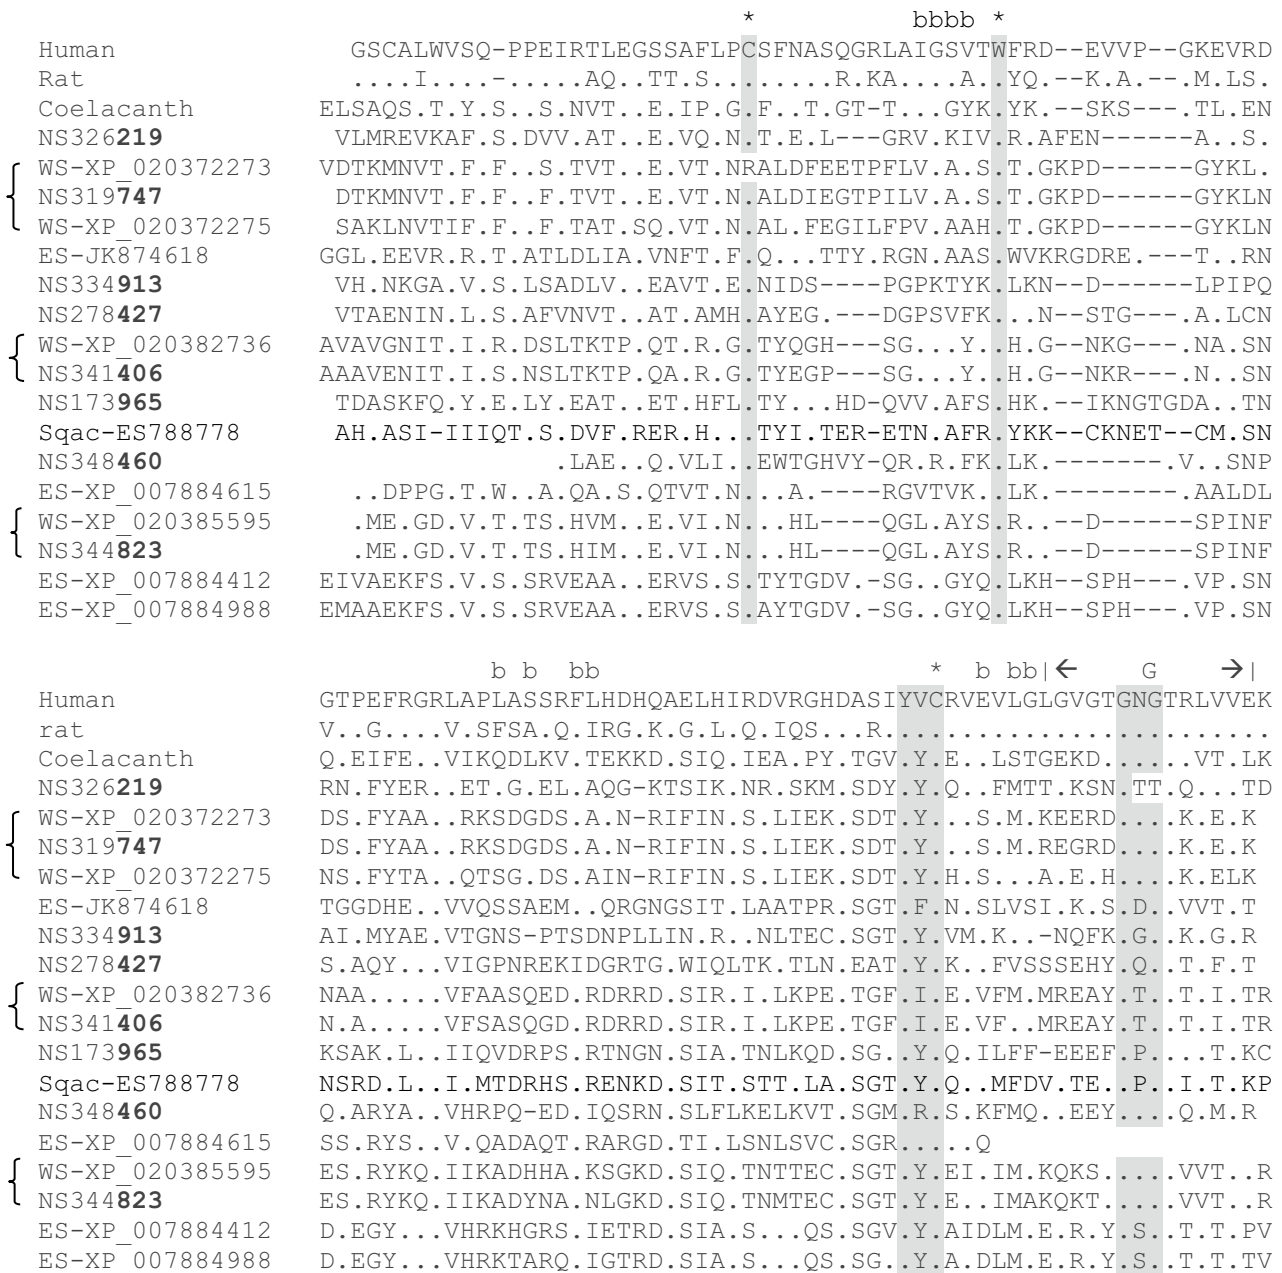 * bbbb *
Human GSCALWVSQ-PPEIRTLEGSSAFLPCSFNASQGRLAIGSVTWFRD--EVVP--GKEVRD
Rat ....I....-.....AQ..TT.S........R.KA....A..YQ.--K.A.--.M.LS.
Coelacanth ELSAQS.T.Y.S..S.NVT..E.IP.G.F..T.GT-T...GYK.YK.--SKS---.TL.EN
NS326219 VLMREVKAF.S.DVV.AT..E.VQ.N.T.E.L---GRV.KIV.R.AFEN------A..S.
WS-XP_020372273 VDTKMNVT.F.F..S.TVT..E.VT.NRALDFEETPFLV.A.S.T.GKPD------GYKL.
NS319747 DTKMNVT.F.F..F.TVT..E.VT.N.ALDIEGTPILV.A.S.T.GKPD------GYKLN
WS-XP_020372275 SAKLNVTIF.F..F.TAT.SQ.VT.N.AL.FEGILFPV.AAH.T.GKPD------GYKLN
ES-JK874618 GGL.EEVR.R.T.ATLDLIA.VNFT.F.Q...TTY.RGN.AAS.WVKRGDRE.---T..RN
NS334913 VH.NKGA.V.S.LSADLV..EAVT.E.NIDS----PGPKTYK.LKN--D------LPIPQ
NS278427 VTAENIN.L.S.AFVNVT..AT.AMH.AYEG.---DGPSVFK...N--STG---.A.LCN
WS-XP_020382736 AVAVGNIT.I.R.DSLTKTP.QT.R.G.TYQGH---SG...Y..H.G--NKG---.NA.SN
NS341406 AAAVENIT.I.S.NSLTKTP.QA.R.G.TYEGP---SG...Y..H.G--NKR---.N..SN
NS173965 TDASKFQ.Y.E.LY.EAT..ET.HFL.TY...HD-QVV.AFS.HK.--IKNGTGDA..TN
Sqac-ES788778 AH.ASI-IIIQT.S.DVF.RER.H...TYI.TER-ETN.AFR.YKK--CKNET--CM.SN
NS348460 .LAE..Q.VLI..EWTGHVY-QR.R.FK.LK.-------.V..SNP
ES-XP_007884615 ..DPPG.T.W..A.QA.S.QTVT.N...A.----RGVTVK..LK.--------.AALDL
WS-XP_020385595 .ME.GD.V.T.TS.HVM..E.VI.N...HL----QGL.AYS.R..--D------SPINF
NS344823 .ME.GD.V.T.TS.HIM..E.VI.N...HL----QGL.AYS.R..--D------SPINF
ES-XP_007884412 EIVAEKFS.V.S.SRVEAA..ERVS.S.TYTGDV.-SG..GYQ.LKH--SPH---.VP.SN
ES-XP_007884988 EMAAEKFS.V.S.SRVEAA..ERVS.S.AYTGDV.-SG..GYQ.LKH--SPH---.VP.SN
b b bb * b bb|← G →|
Human GTPEFRGRLAPLASSRFLHDHQAELHIRDVRGHDASIYVCRVEVLGLGVGTGNGTRLVVEK
rat V..G....V.SFSA.Q.IRG.K.G.L.Q.IQS...R.........................
Coelacanth Q.EIFE..VIKQDLKV.TEKKD.SIQ.IEA.PY.TGV.Y.E..LSTGEKD......VT.LK
NS326219 RN.FYER..ET.G.EL.AQG-KTSIK.NR.SKM.SDY.Y.Q..FMTT.KSN.TT.Q...TD
WS-XP_020372273 DS.FYAA..RKSDGDS.A.N-RIFIN.S.LIEK.SDT.Y...S.M.KEERD....K.E.K
NS319747 DS.FYAA..RKSDGDS.A.N-RIFIN.S.LIEK.SDT.Y...S.M.REGRD....K.E.K
WS-XP_020372275 NS.FYTA..QTSG.DS.AIN-RIFIN.S.LIEK.SDT.Y.H.S...A.E.H....K.ELK
ES-JK874618 TGGDHE..VVQSSAEM..QRGNGSIT.LAATPR.SGT.F.N.SLVSI.K.S.D..VVT.T
NS334913 AI.MYAE.VTGNS-PTSDNPLLIN.R..NLTEC.SGT.Y.VM.K..-NQFK.G..K.G.R
NS278427 S.AQY...VIGPNREKIDGRTG.WIQLTK.TLN.EAT.Y.K..FVSSSEHY.Q..T.F.T
WS-XP_020382736 NAA.....VFAASQED.RDRRD.SIR.I.LKPE.TGF.I.E.VFM.MREAY.T..T.I.TR
NS341406 N.A.....VFSASQGD.RDRRD.SIR.I.LKPE.TGF.I.E.VF..MREAY.T..T.I.TR
NS173965 KSAK.L..IIQVDRPS.RTNGN.SIA.TNLKQD.SG..Y.Q.ILFF-EEEF.P....T.KC
Sqac-ES788778 NSRD.L..I.MTDRHS.RENKD.SIT.STT.LA.SGT.Y.Q..MFDV.TE..P..I.T.KP
NS348460 Q.ARYA..VHRPQ-ED.IQSRN.SLFLKELKVT.SGM.R.S.KFMQ..EEY....Q.M.R
ES-XP_007884615 SS.RYS..V.QADAQT.RARGD.TI.LSNLSVC.SGR.....Q
WS-XP_020385595 ES.RYKQ.IIKADHHA.KSGKD.SIQ.TNTTEC.SGT.Y.EI.IM.KQKS.....VVT..R
NS344823 ES.RYKQ.IIKADYNA.NLGKD.SIQ.TNMTEC.SGT.Y.E..IMAKQKT.....VVT..R
ES-XP_007884412 D.EGY...VHRKHGRS.IETRD.SIA.S...QS.SGV.Y.AIDLM.E.R.Y.S..T.T.PV
ES-XP_007884988 D.EGY...VHRKTARQ.IGTRD.SIA.S...QS.SG..Y.A.DLM.E.R.Y.S..T.T.TV